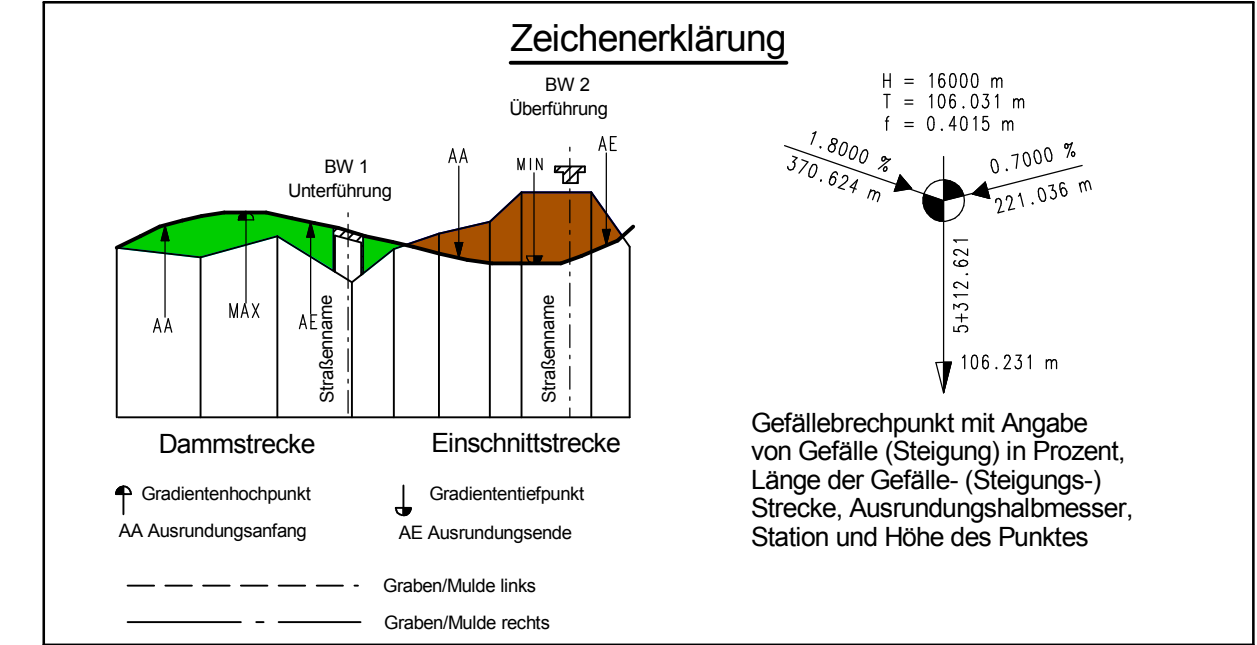 Zeichenerklärung
BW 1
Unterführung
BW 2
Überführung
AA
MIN
AE
AA
MAX
AE
Straßenname
Straßenname
Dammstrecke
Einschnittstrecke
Gradientenhochpunkt
Gradiententiefpunkt
AA Ausrundungsanfang
AE Ausrundungsende
Graben/Mulde links
Graben/Mulde rechts
H = 16000 m
T = 106.031 m
f = 0.4015 m
1.8000 %
370.624 m
0.7000 %
221.036 m
5+312.621
106.231 m
Gefällebrechpunkt mit Angabe
von Gefälle (Steigung) in Prozent,
Länge der Gefälle- (Steigungs-)
Strecke, Ausrundungshalbmesser,
Station und Höhe des Punktes